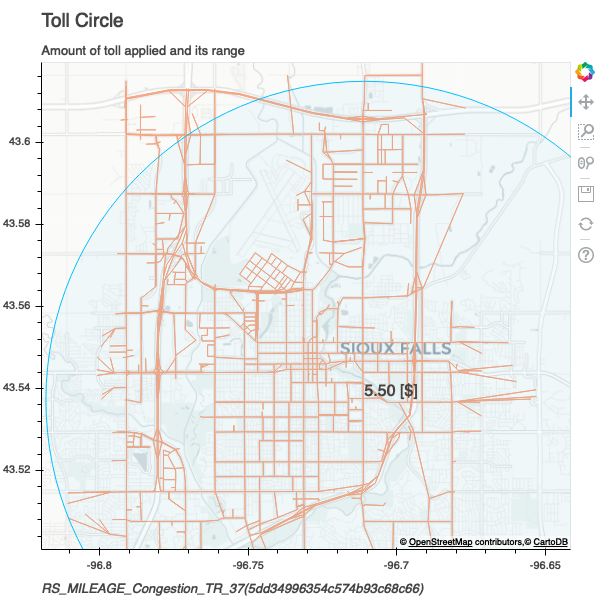 Toll Circle
Amount of toll applied and its range
43.6
43.58
43.56
SIOUX FALLS
43.54
5.50 [$]
43.52
© OpenStreetMap contributors,© CartoDB
-96.8
-96.75
-96.7
-96.65
RS_MILEAGE_Congestion_TR_37(5dd34996354c574b93c68c66)